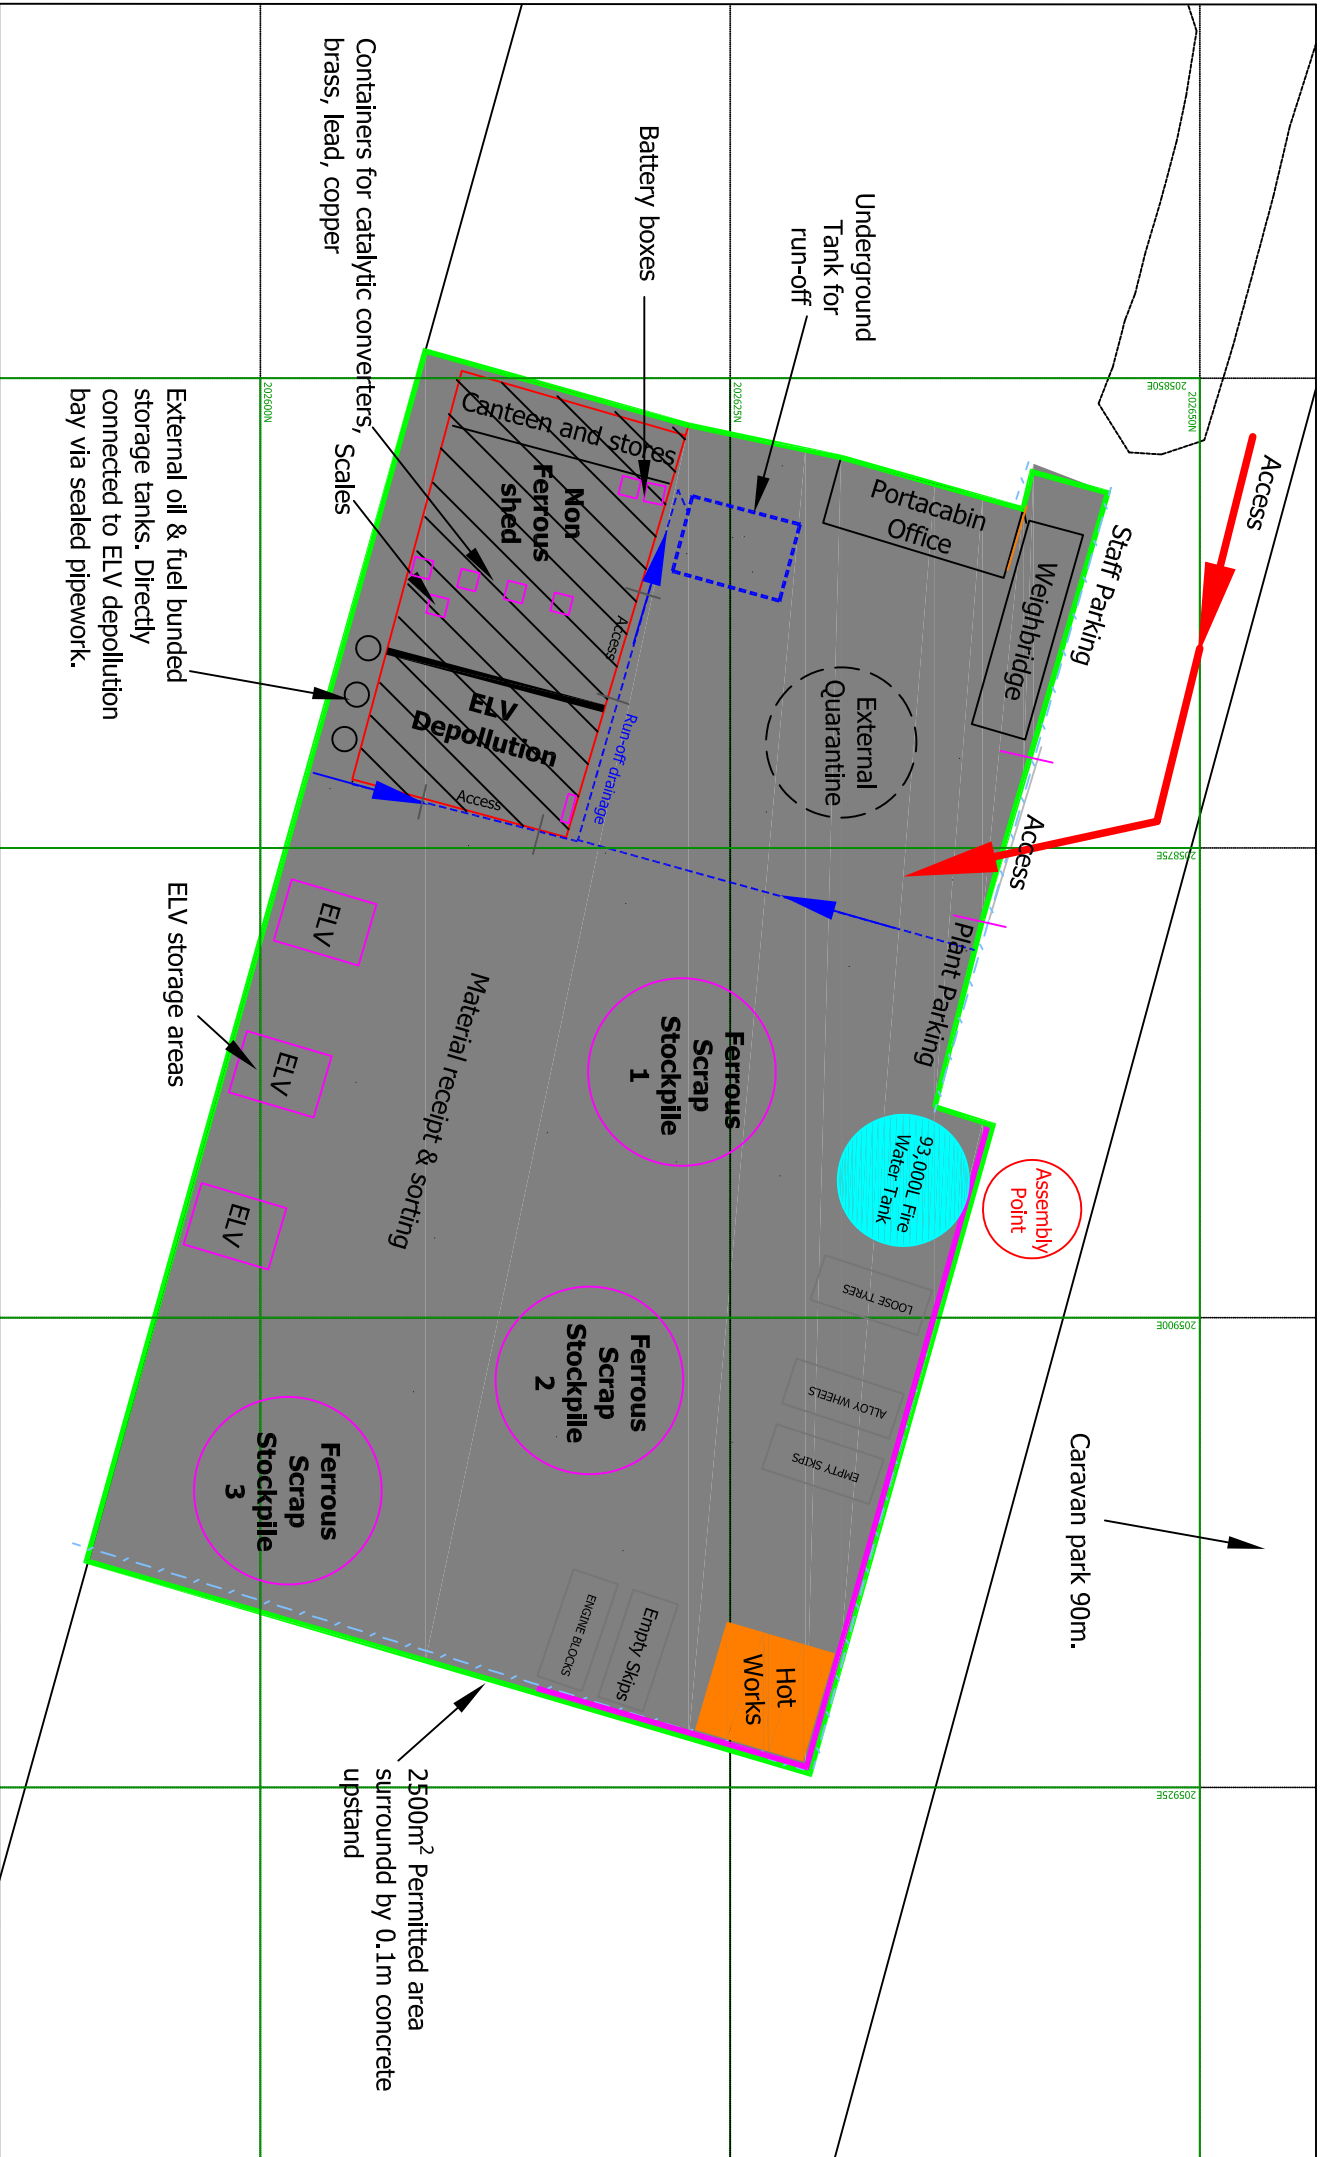 Access
Staff Parking
Weighbridge
Portacabin
Office
Underground
Tank for
run-off
Battery boxes
Containers for catalytic converters,
brass, lead, copper
Scales
Canteen and stores
Non
Ferrous
shed
ELV
Depollution
Access
Access
Run-off drainage
External
Quarantine
Access
Plant Parking
External oil & fuel bunded
storage tanks. Directly
connected to ELV depollution
bay via sealed pipework.
ELV storage areas
ELV
ELV
ELV
Material receipt & sorting
Ferrous
Scrap
Stockpile
1
Ferrous
Scrap
Stockpile
2
Ferrous
Scrap
Stockpile
3
93,000L Fire
Water Tank
Assembly
Point
LOOSE TYRES
ALLOY WHEELS
EMPTY SKIPS
Empty Skips
ENGINE BLOCKS
Hot
Works
Caravan park 90m.
2500m² Permitted area
surroundd by 0.1m concrete
upstand
202600N
202625N
202650N
205850E
205875E
205900E
205925E